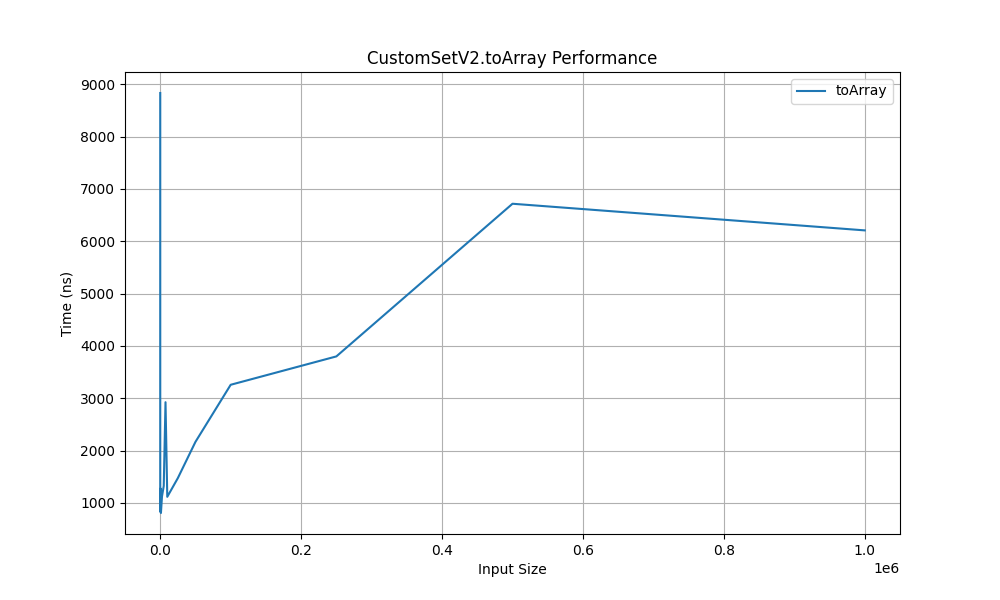 CustomSetV2.toArray Performance
toArray
Time (ns)
9000
8000
7000
6000
5000
4000
3000
2000
1000
0.0 0.2 0.4 0.6 0.8 1.0
1e6
Input Size